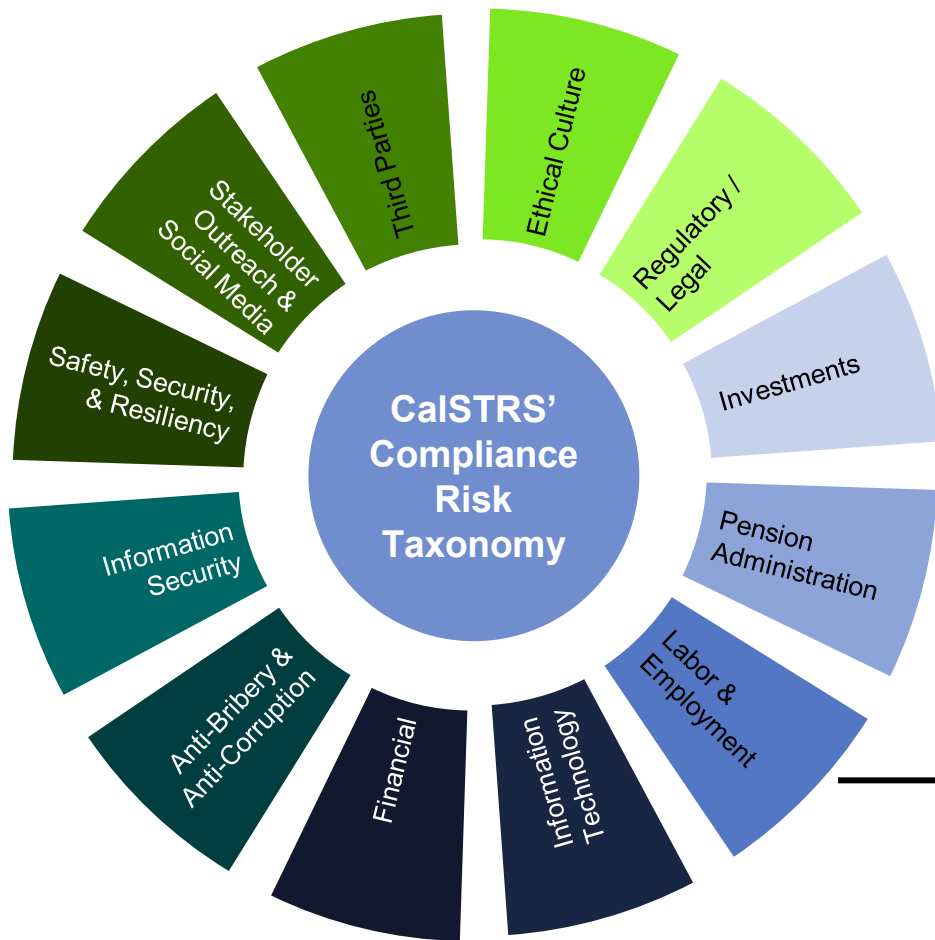 CalSTRS’
Compliance
Risk
Taxonomy
Ethical Culture
Regulatory /
Legal
Investments
Pension
Administration
Labor &
Employment
Information
Technology
Financial
Anti-Bribery &
Anti-Corruption
Information
Security
Safety, Security,
& Resiliency
Stakeholder
Outreach &
Social Media
Third Parties